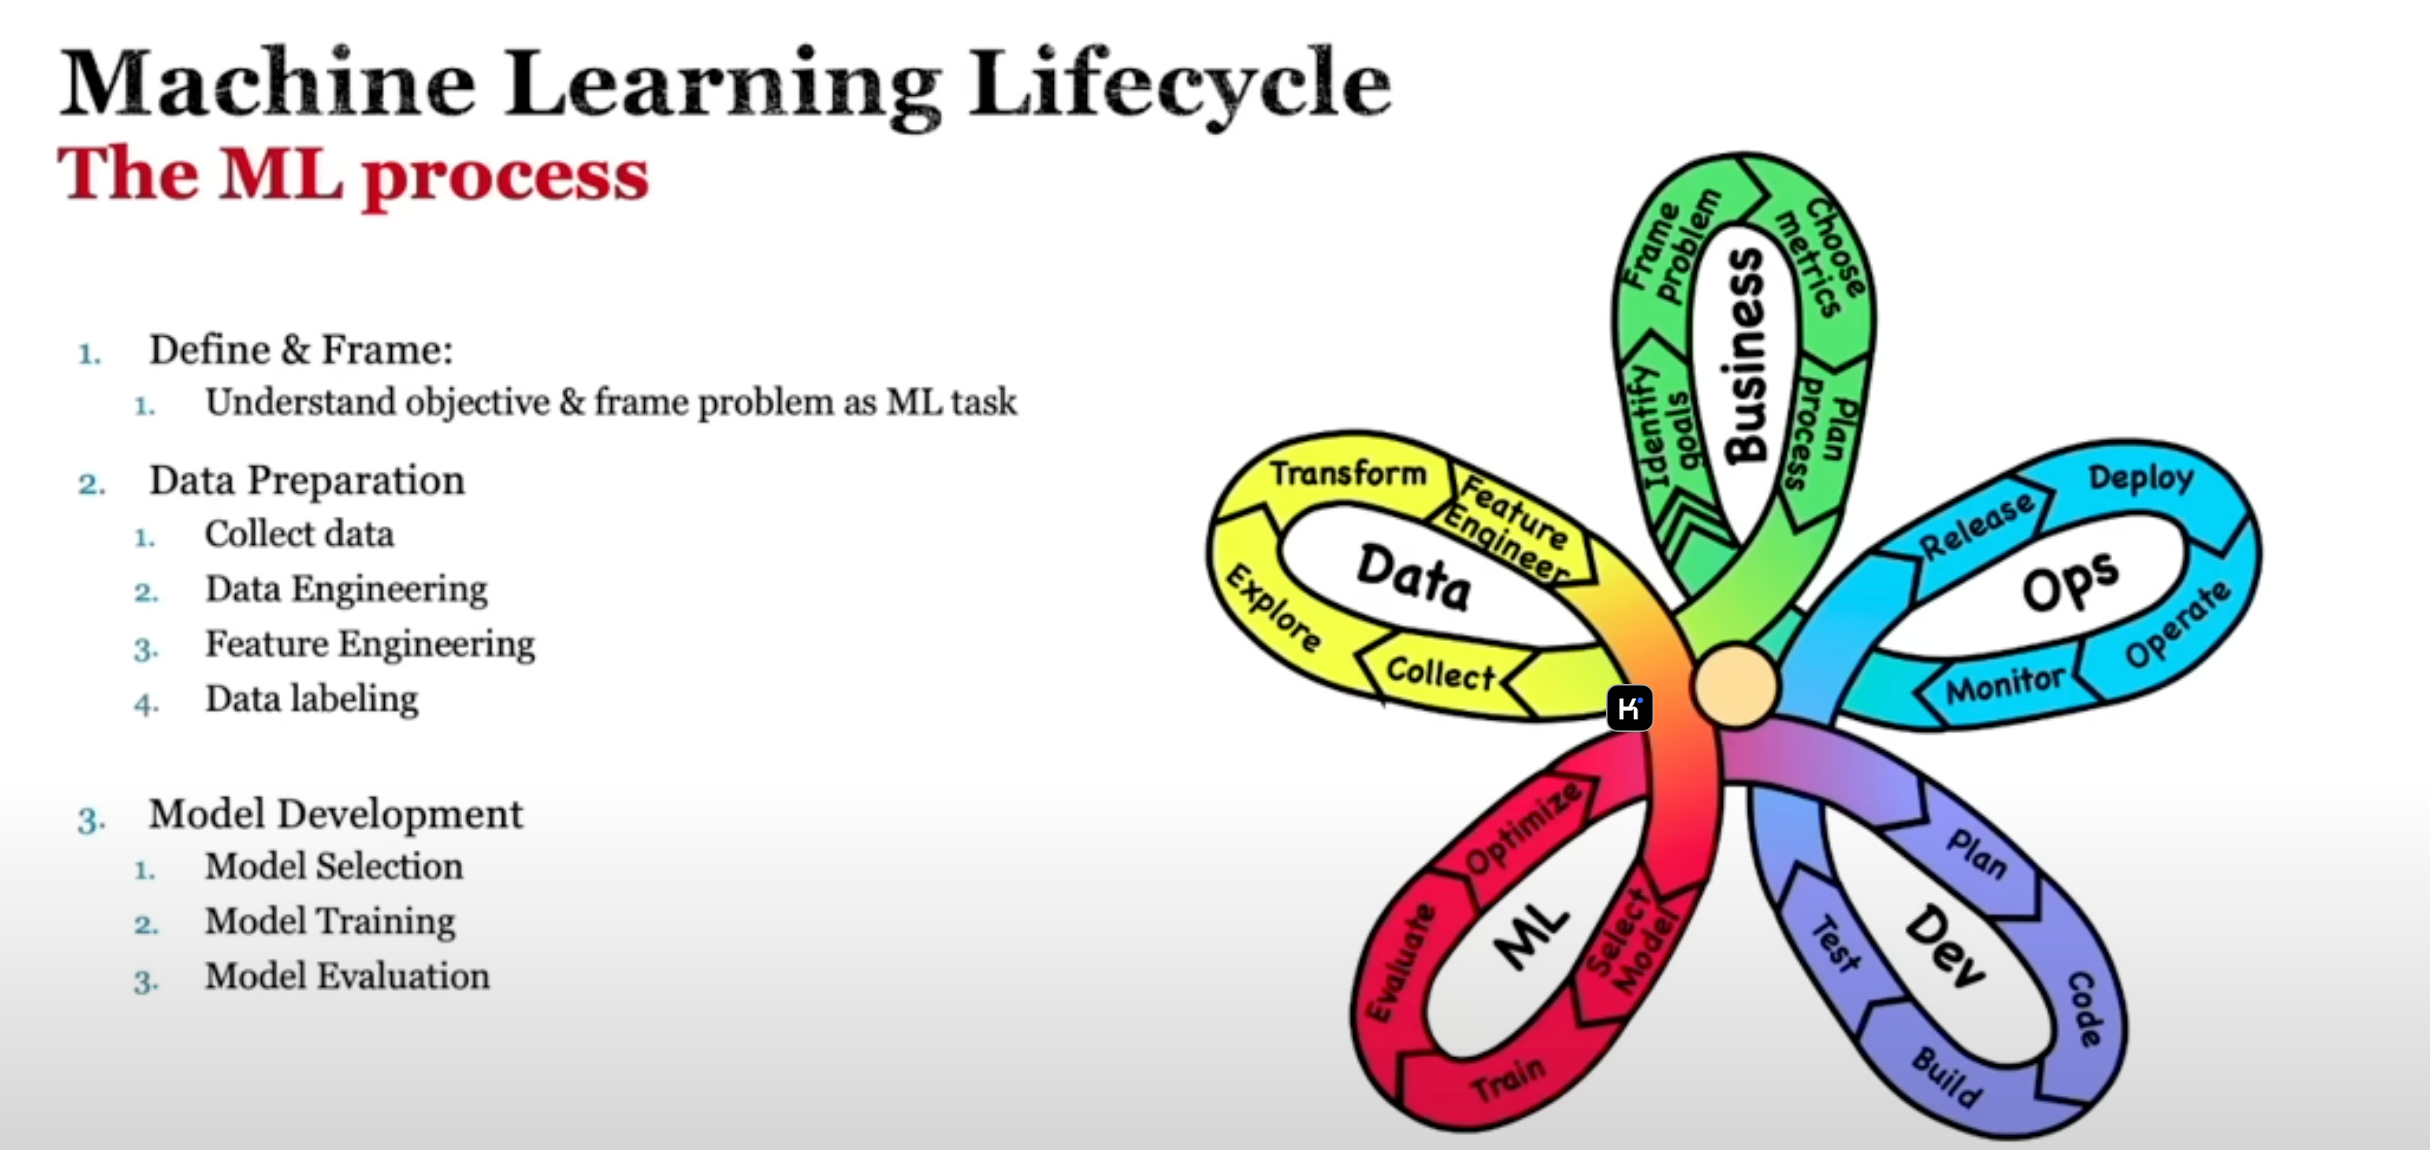 Machine Learning Lifecycle
The ML process
1. Define & Frame:
1. Understand objective & frame problem as ML task
2. Data Preparation
1. Collect data
2. Data Engineering
3. Feature Engineering
4. Data labeling
3. Model Development
1. Model Selection
2. Model Training
3. Model Evaluation
Business
Identify
goals
Frame
problem
Choose
metrics
Plan
process
Data
Collect
Explore
Transform
Feature
Engineer
ML
Select
Model
Train
Evaluate
Optimize
Dev
Plan
Code
Build
Test
Ops
Release
Deploy
Operate
Monitor
K